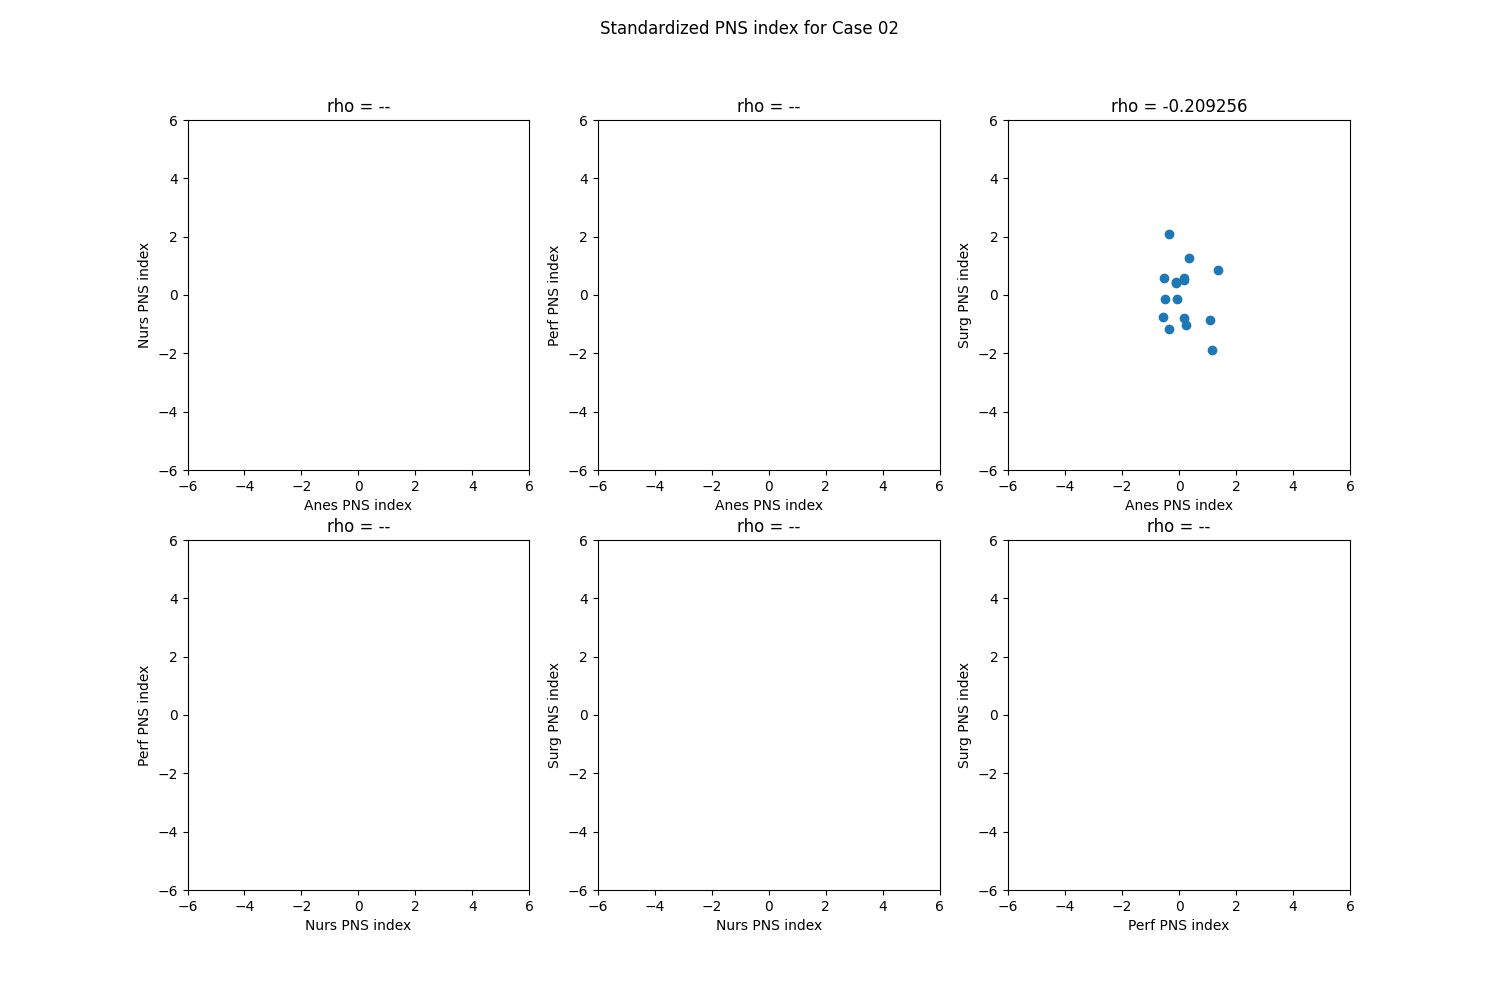 Standardized PNS index for Case 02
rho = --
rho = --
rho = -0.209256
6
4
2
0
−2
−4
−6
Nurs PNS index
−6 −4 −2 0 2 4 6
Anes PNS index
6
4
2
0
−2
−4
−6
Perf PNS index
−6 −4 −2 0 2 4 6
Anes PNS index
6
4
2
0
−2
−4
−6
Surg PNS index
−6 −4 −2 0 2 4 6
Anes PNS index
rho = --
rho = --
rho = --
6
4
2
0
−2
−4
−6
Perf PNS index
−6 −4 −2 0 2 4 6
Nurs PNS index
6
4
2
0
−2
−4
−6
Surg PNS index
−6 −4 −2 0 2 4 6
Nurs PNS index
6
4
2
0
−2
−4
−6
Surg PNS index
−6 −4 −2 0 2 4 6
Perf PNS index